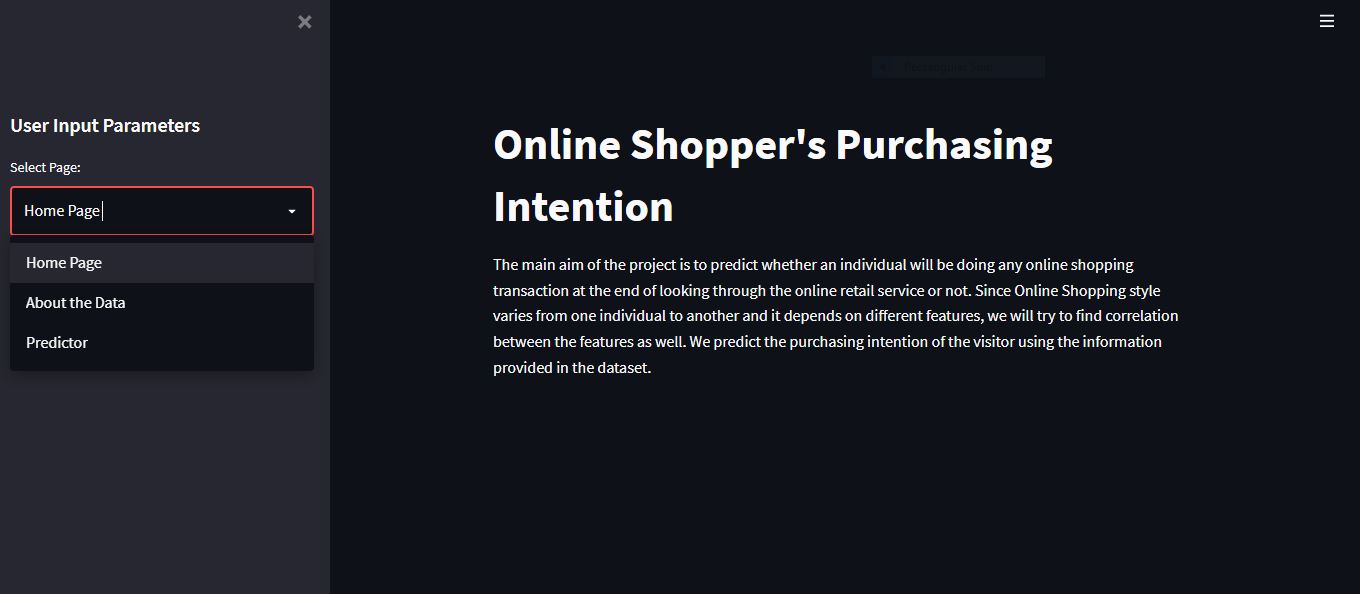 User Input Parameters
Select Page:
Home Page
Home Page
About the Data
Predictor
Online Shopper's Purchasing
Intention
The main aim of the project is to predict whether an individual will be doing any online shopping
transaction at the end of looking through the online retail service or not. Since Online Shopping style
varies from one individual to another and it depends on different features, we will try to find correlation
between the features as well. We predict the purchasing intention of the visitor using the information
provided in the dataset.